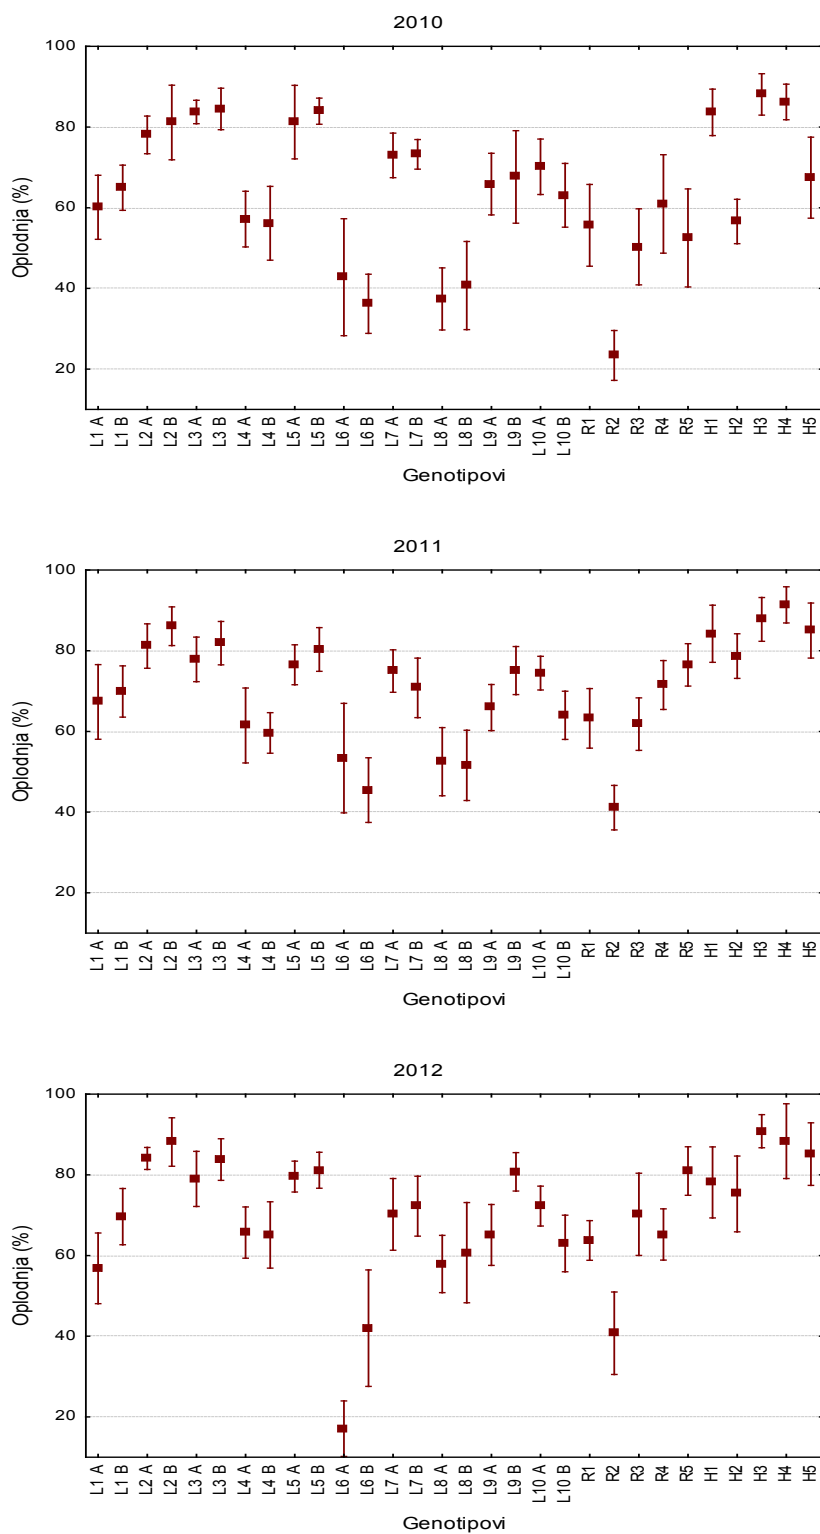 2010
100
80
60
40
20
Oplodnja (%)
L1 A L1 B L2 A L2 B L3 A L3 B L4 A L4 B L5 A L5 B L6 A L6 B L7 A L7 B L8 A L8 B L9 A L9 B L10 A L10 B R1 R2 R3 R4 R5 H1 H2 H3 H4 H5
Genotipovi
2011
100
80
60
40
20
Oplodnja (%)
L1 A L1 B L2 A L2 B L3 A L3 B L4 A L4 B L5 A L5 B L6 A L6 B L7 A L7 B L8 A L8 B L9 A L9 B L10 A L10 B R1 R2 R3 R4 R5 H1 H2 H3 H4 H5
Genotipovi
2012
100
80
60
40
20
Oplodnja (%)
L1 A L1 B L2 A L2 B L3 A L3 B L4 A L4 B L5 A L5 B L6 A L6 B L7 A L7 B L8 A L8 B L9 A L9 B L10 A L10 B R1 R2 R3 R4 R5 H1 H2 H3 H4 H5
Genotipovi